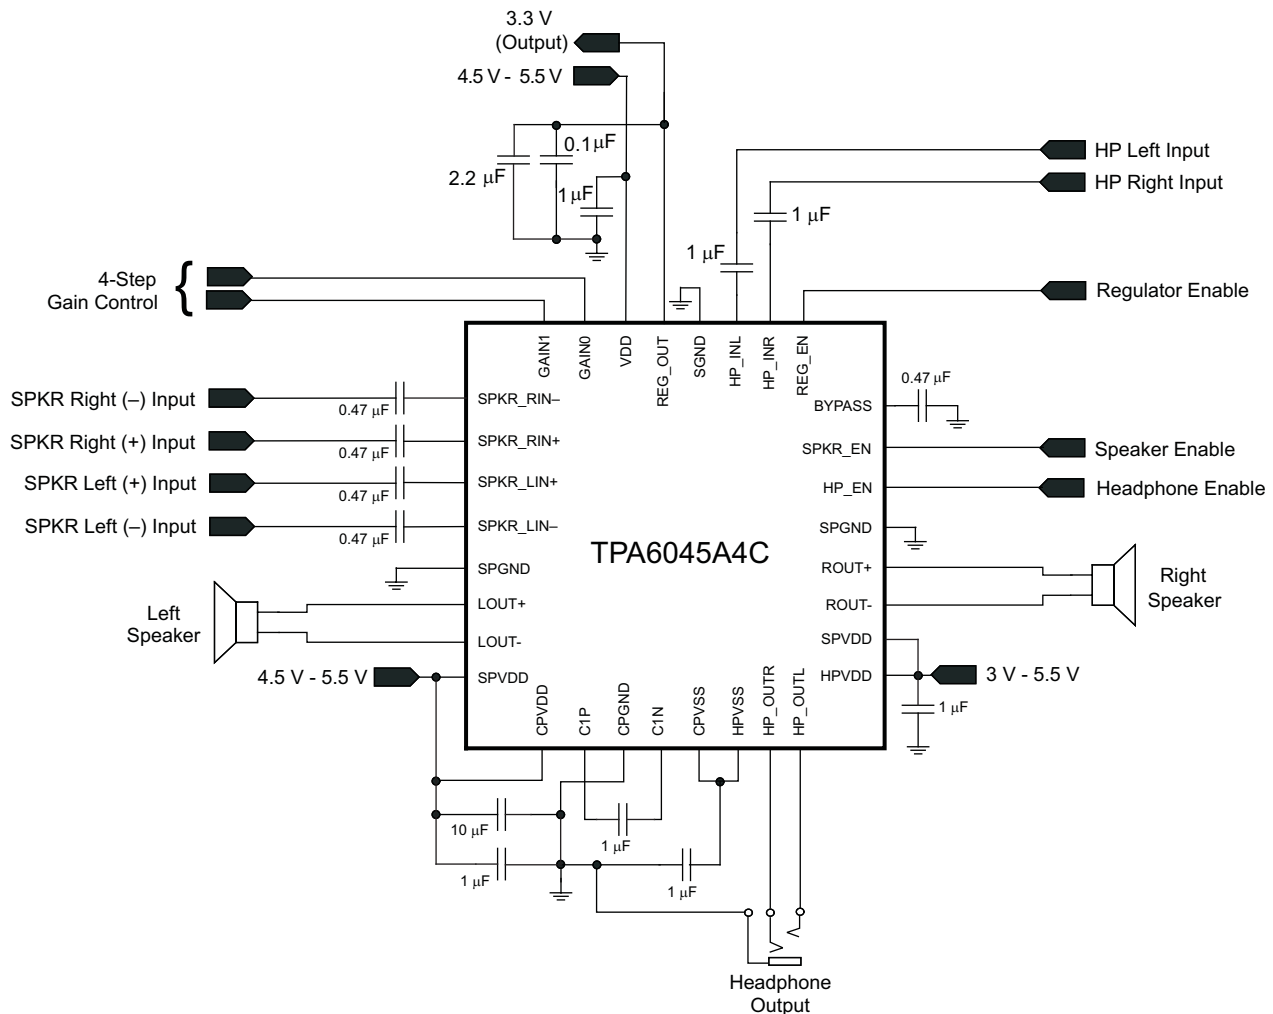 3.3 V
(Output)
4.5 V - 5.5 V
0.1 μF
2.2 μF
1 μF
HP Left Input
HP Right Input
1 μF
1 μF
4-Step
Gain Control
{
Regulator Enable
GAIN1
GAIN0
VDD
REG_OUT
SGND
HP_INL
HP_INR
REG_EN
SPKR Right (–) Input
0.47 μF
SPKR_RIN–
BYPASS
0.47 μF
SPKR Right (+) Input
0.47 μF
SPKR_RIN+
SPKR_EN
Speaker Enable
SPKR Left (+) Input
0.47 μF
SPKR_LIN+
HP_EN
Headphone Enable
SPKR Left (–) Input
0.47 μF
SPKR_LIN–
SPGND
TPA6045A4C
SPGND
ROUT+
Right
Speaker
Left
Speaker
LOUT+
ROUT-
LOUT-
SPVDD
4.5 V - 5.5 V
SPVDD
HPVDD
3 V - 5.5 V
1 μF
CPVDD
C1P
CPGND
C1N
CPVSS
HPVSS
HP_OUTR
HP_OUTL
10 μF
1 μF
1 μF
1 μF
Headphone
Output